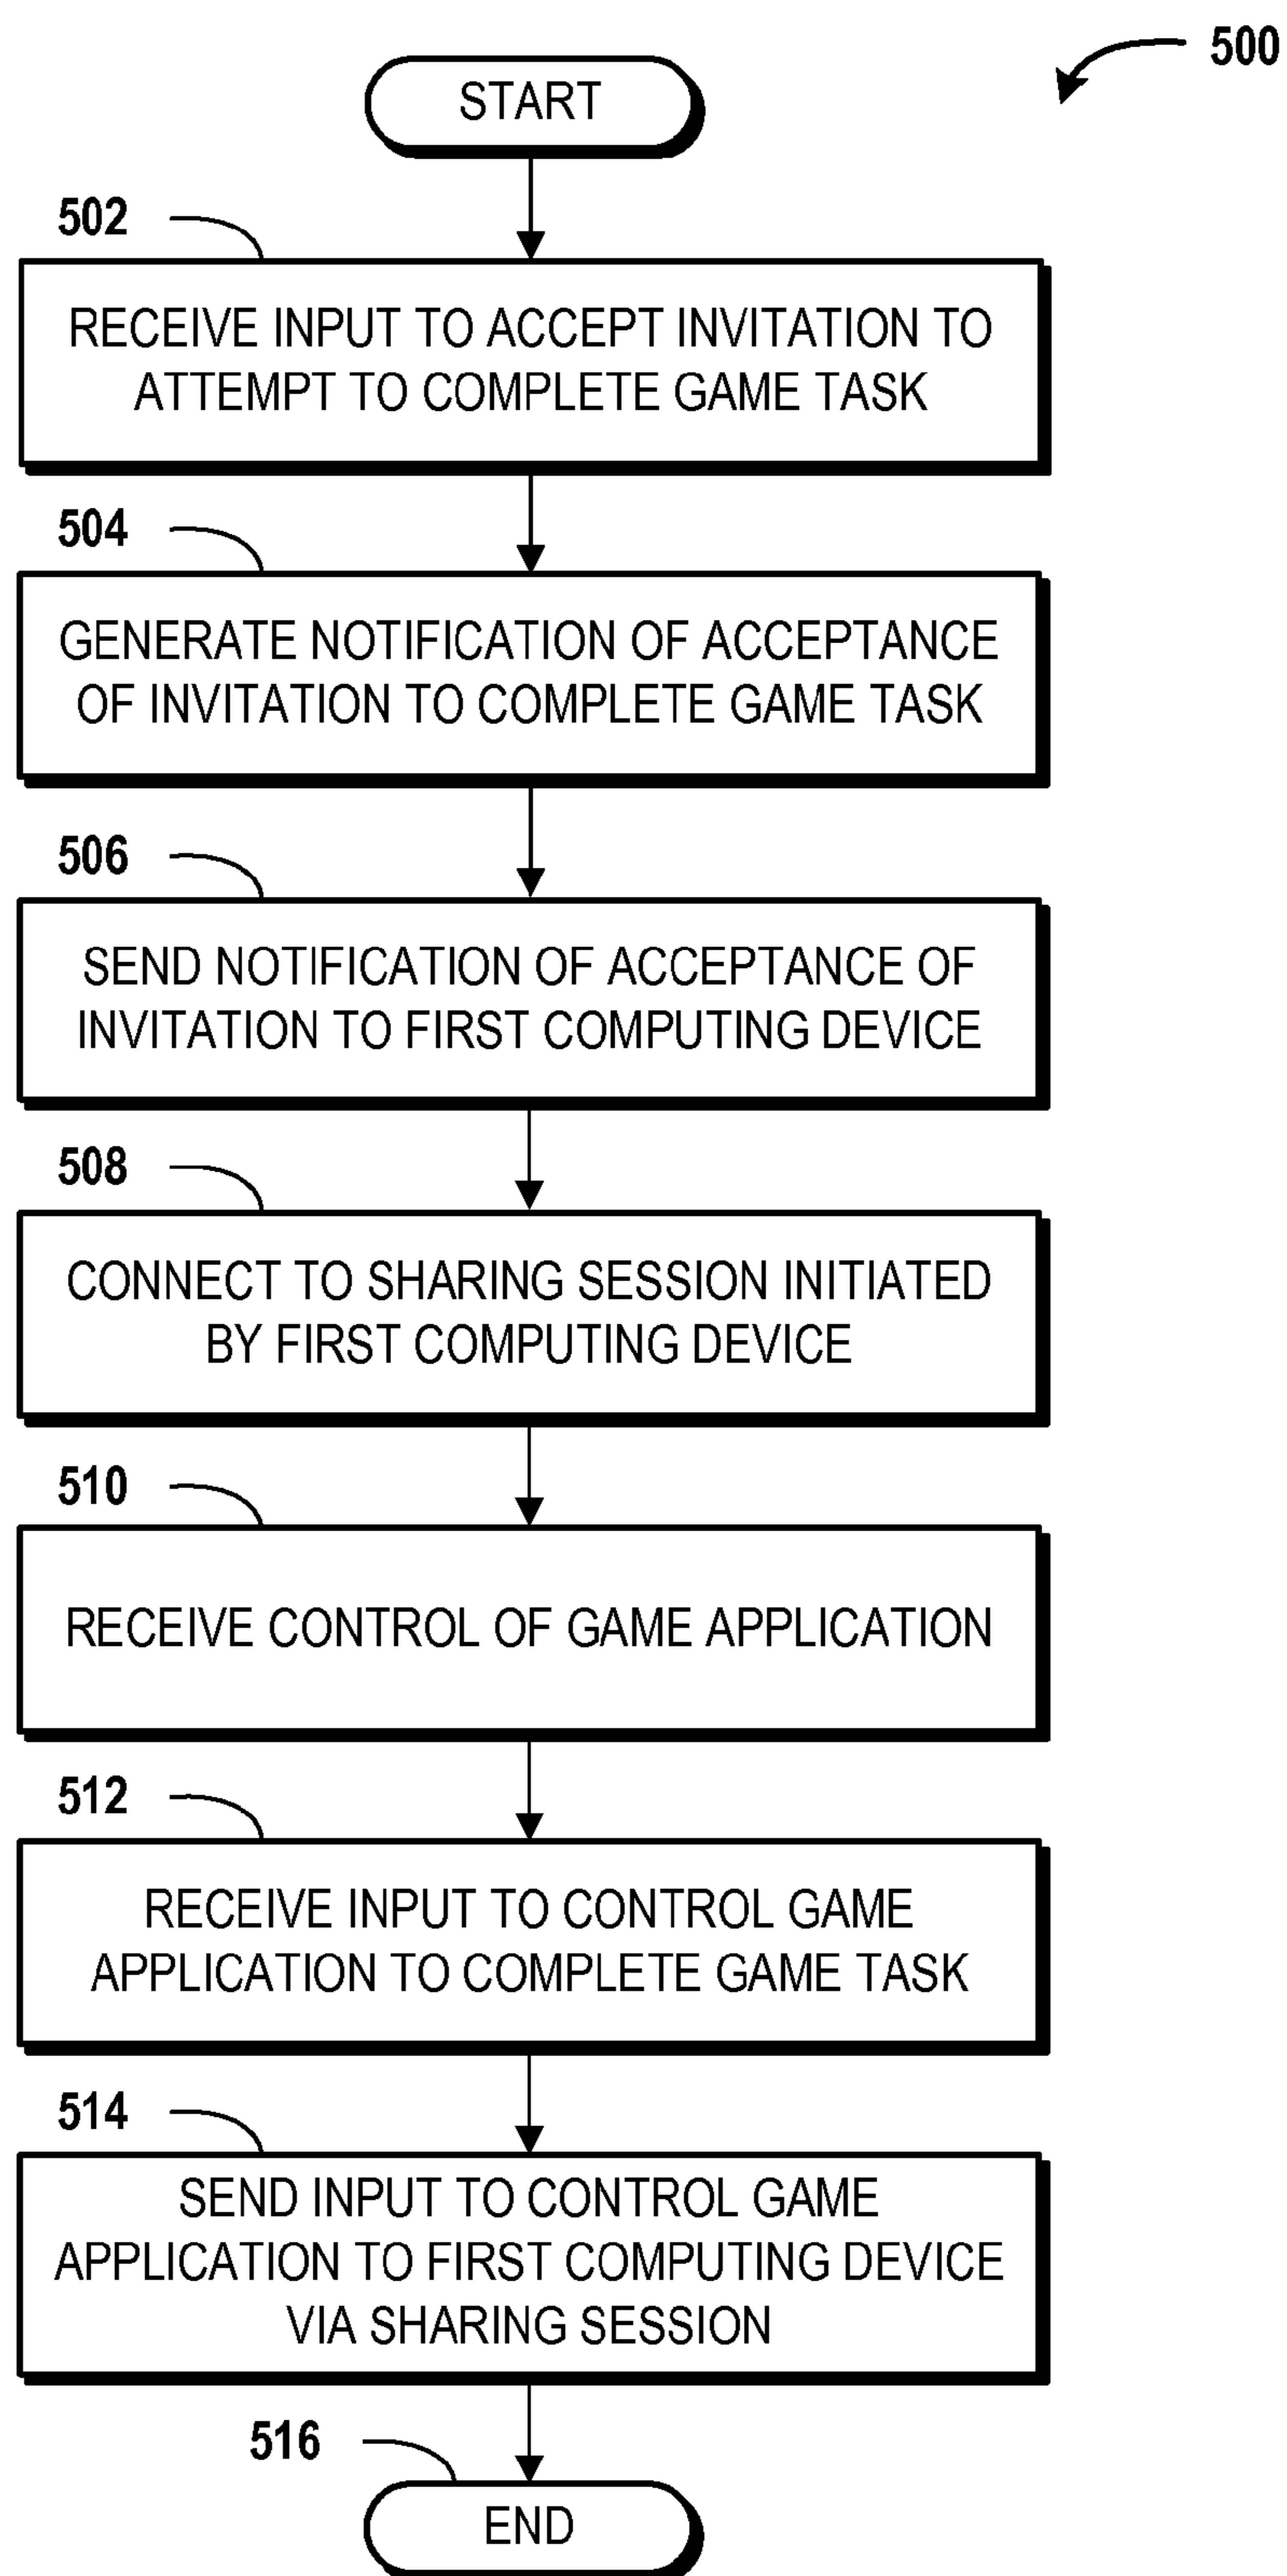 500
START
502
RECEIVE INPUT TO ACCEPT INVITATION TO
ATTEMPT TO COMPLETE GAME TASK
504
GENERATE NOTIFICATION OF ACCEPTANCE
OF INVITATION TO COMPLETE GAME TASK
506
SEND NOTIFICATION OF ACCEPTANCE OF
INVITATION TO FIRST COMPUTING DEVICE
508
CONNECT TO SHARING SESSION INITIATED
BY FIRST COMPUTING DEVICE
510
RECEIVE CONTROL OF GAME APPLICATION
512
RECEIVE INPUT TO CONTROL GAME
APPLICATION TO COMPLETE GAME TASK
514
SEND INPUT TO CONTROL GAME
APPLICATION TO FIRST COMPUTING DEVICE
VIA SHARING SESSION
516
END